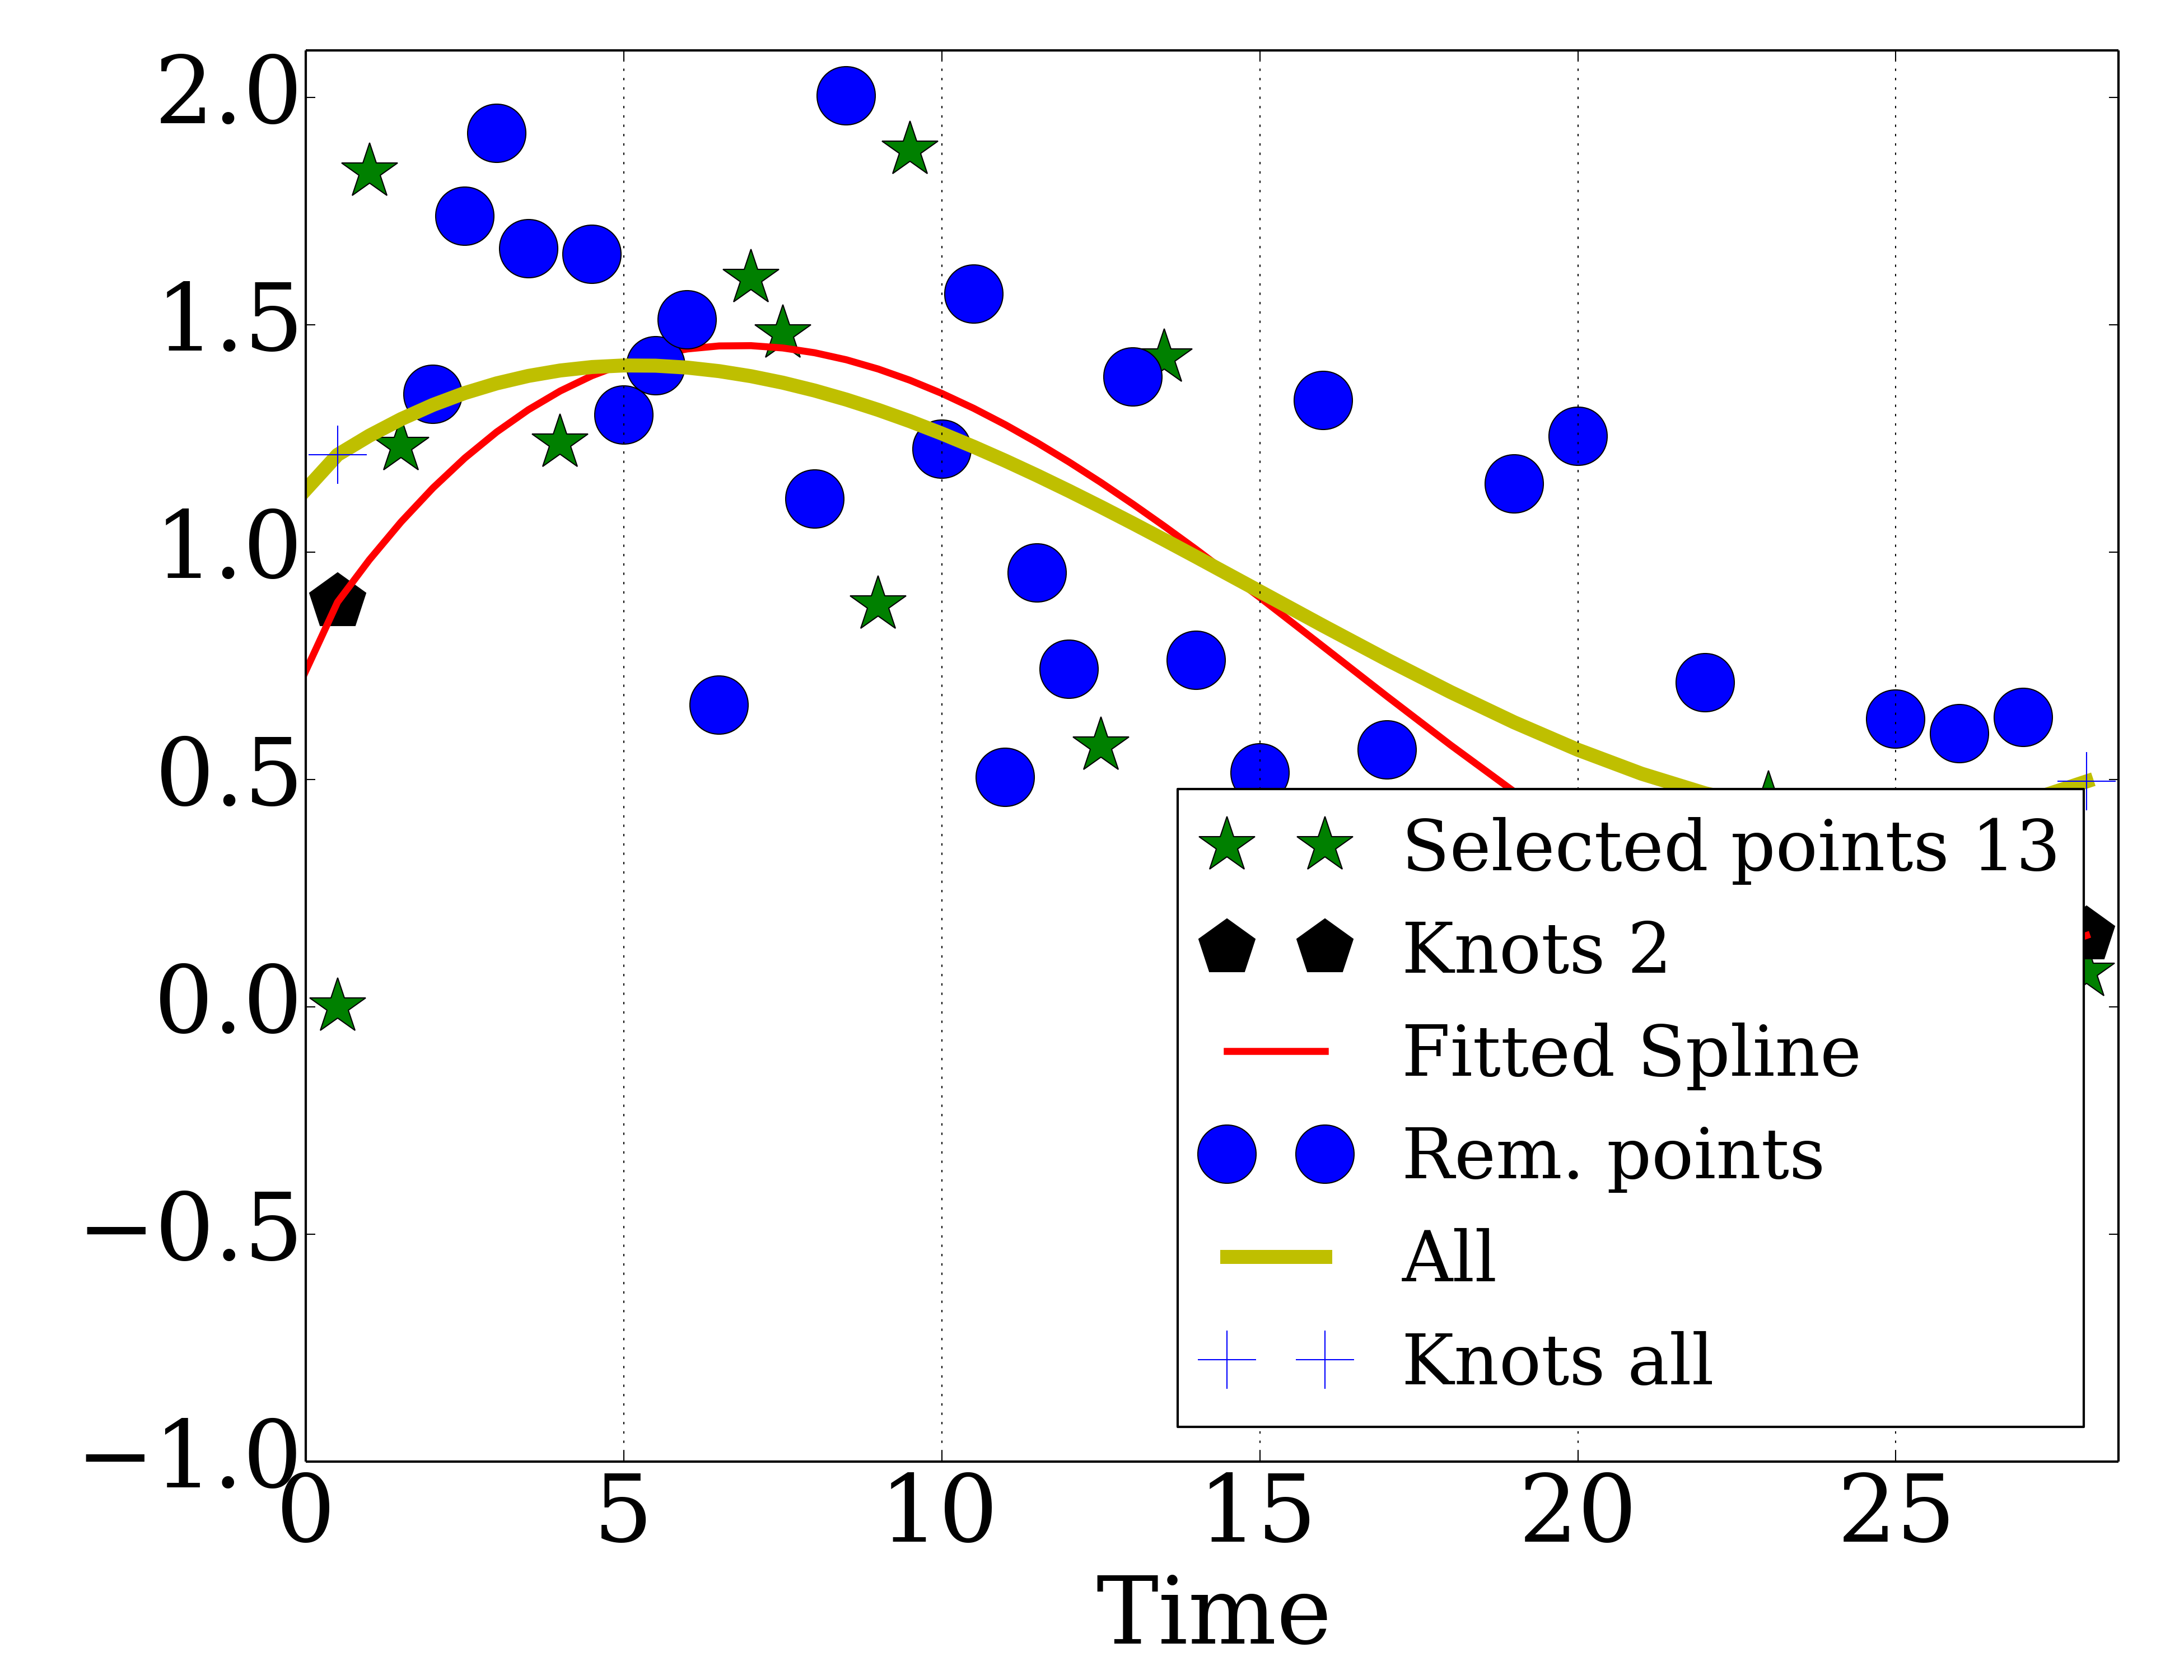 2.0
1.5
1.0
0.5
0.0
−0.5
−1.0
0 5 10 15 20 25
Time
Selected points 13
Knots 2
Fitted Spline
Rem. points
All
Knots all